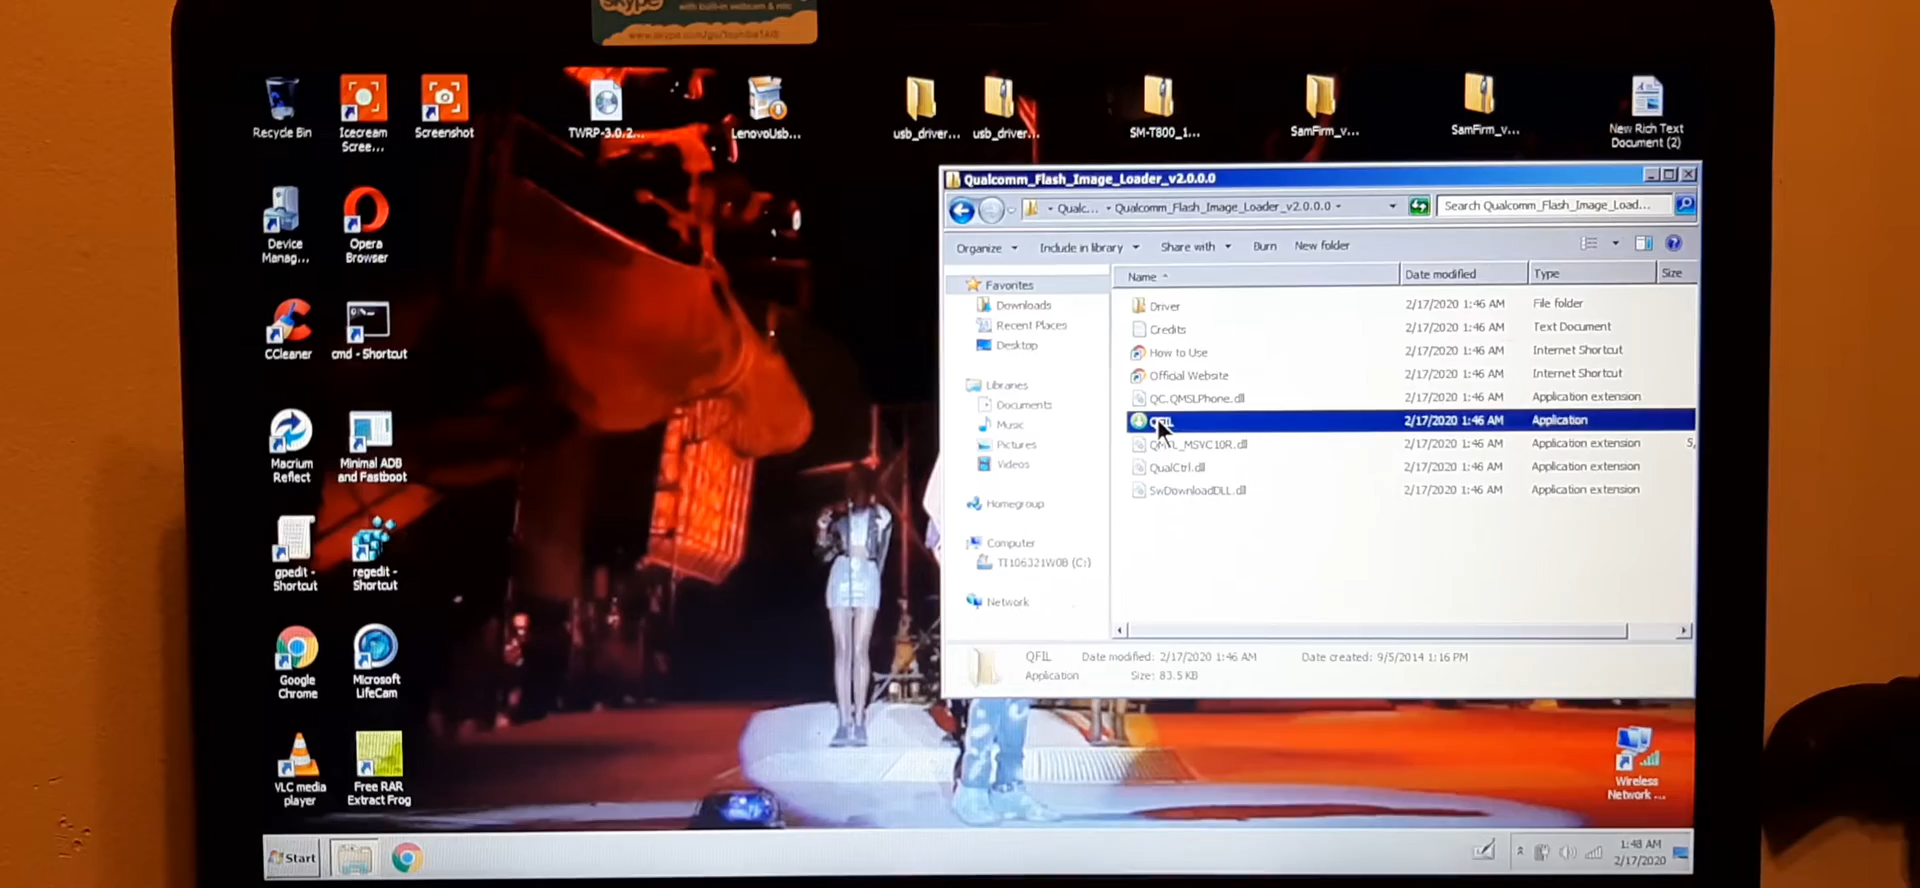 skype
with built-in webcam & mic
Recycle Bin
Icecream
Scree...
Screenshot
TWRP-3.0.2...
LenovoUsb...
usb_driver...
usb_driver...
SM-T800_1...
SamFirm_v...
SamFirm_v...
New Rich Text
Document (2)
Device
Manag...
Opera
Browser
CCleaner
cmd - Shortcut
Macrium
Reflect
Minimal ADB
and Fastboot
gpedit -
Shortcut
regedit -
Shortcut
Google
Chrome
Microsoft
LifeCam
VLC media
player
Free RAR
Extract Frog
Qualcomm_Flash_Image_Loader_v2.0.0.0
Qualc...
Qualcomm_Flash_Image_Loader_v2.0.0.0
Search Qualcomm_Flash_Image_Load...
Organize
Include in library
Share with
Burn
New folder
Favorites
Downloads
Recent Places
Desktop
Libraries
Documents
Music
Pictures
Videos
Homegroup
Computer
TI106321W0B (C:)
Network
Name Date modified Type Size
Driver 2/17/2020 1:46 AM File folder
Credits 2/17/2020 1:46 AM Text Document
How to Use 2/17/2020 1:46 AM Internet Shortcut
Official Website 2/17/2020 1:46 AM Internet Shortcut
QC.QMSLPhone.dll 2/17/2020 1:46 AM Application extension
QFIL 2/17/2020 1:46 AM Application
2/17/2020 1:46 AM Application extension 5,
QualCtrl.dll 2/17/2020 1:46 AM Application extension
SwDownloadDLL.dll 2/17/2020 1:46 AM Application extension
QFIL Date modified: 2/17/2020 1:46 AM Date created: 9/5/2014 1:16 PM
Application Size: 83.5 KB
Wireless
Network ...
Start
1:48 AM
2/17/2020